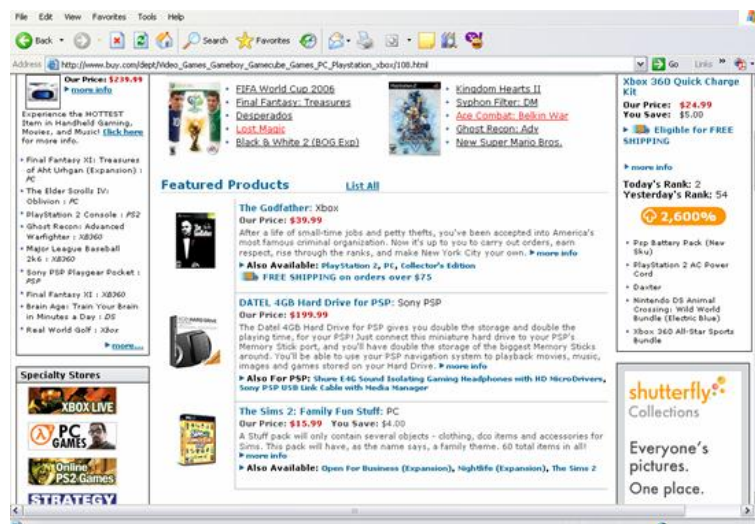 File Edit View Favorites Tools Help
Back Search Favorites
Address http://www.buy.com/dept/Video_Games_Gameboy_Gamecube_Games_PC_Playstation_xbox/108.html Go Links »
Our Price: $239.99
more info
Experience the HOTTEST
Item in Handheld Gaming,
Movies, and Music! Click here
for more info.
Final Fantasy XI: Treasures
of Aht Urhgan (Expansion) :
PC
The Elder Scrolls IV:
Oblivion : PC
PlayStation 2 Console : PS2
Ghost Recon: Advanced
Warfighter : XB360
Major League Baseball
2k6 : XB360
Sony PSP Playgear Pocket :
PSP
Final Fantasy XI : XB360
Brain Age: Train Your Brain
in Minutes a Day : DS
Real World Golf : XBox
more...
Specialty Stores
XBOX LIVE
PC
GAMES
Online
PS2 Games
STRATEGY
FIFA World Cup 2006
Final Fantasy: Treasures
Desperados
Lost Magic
Black & White 2 (BOG Exp)
Kingdom Hearts II
Syphon Filter: DM
Ace Combat: Belkin War
Ghost Recon: Adv
New Super Mario Bros.
Featured Products List All
The Godfather: Xbox
Our Price: $39.99
After a life of small-time jobs and petty thefts, you've been accepted into America's
most famous criminal organization. Now it's up to you to carry out orders, earn
respect, rise through the ranks, and make New York City your own. more info
Also Available: PlayStation 2, PC, Collector's Edition
FREE SHIPPING on orders over $75
DATEL 4GB Hard Drive for PSP: Sony PSP
Our Price: $199.99
The Datel 4GB Hard Drive for PSP gives you double the storage and double the
playing time, for your PSP! Just connect this miniature hard drive to your PSP's
Memory Stick port, and you'll have double the storage of the biggest Memory Sticks
around. You'll be able to use your PSP navigation system to playback movies, music,
images and games stored on your Hard Drive. more info
Also For PSP: Shure E4G Sound Isolating Gaming Headphones with HD MicroDrivers,
Sony PSP USB Link Cable with Media Manager
The Sims 2: Family Fun Stuff: PC
Our Price: $15.99 You Save: $4.00
A Stuff pack will only contain several objects - clothing, dco items and accessories for
Sims. This pack will have, as the name says, a family theme. 60 total items in all!
more info
Also Available: Open For Business (Expansion), Nightlife (Expansion), The Sims 2
Xbox 360 Quick Charge
Kit
Our Price: $24.99
You Save: $5.00
Eligible for FREE
SHIPPING
more info
Today's Rank: 2
Yesterday's Rank: 54
2,600%
Psp Battery Pack (New
Sku)
PlayStation 2 AC Power
Cord
Daxter
Nintendo DS Animal
Crossing: Wild World
Bundle (Electric Blue)
Xbox 360 All-Star Sports
Bundle
shutterfly
Collections
Everyone's
pictures.
One place.